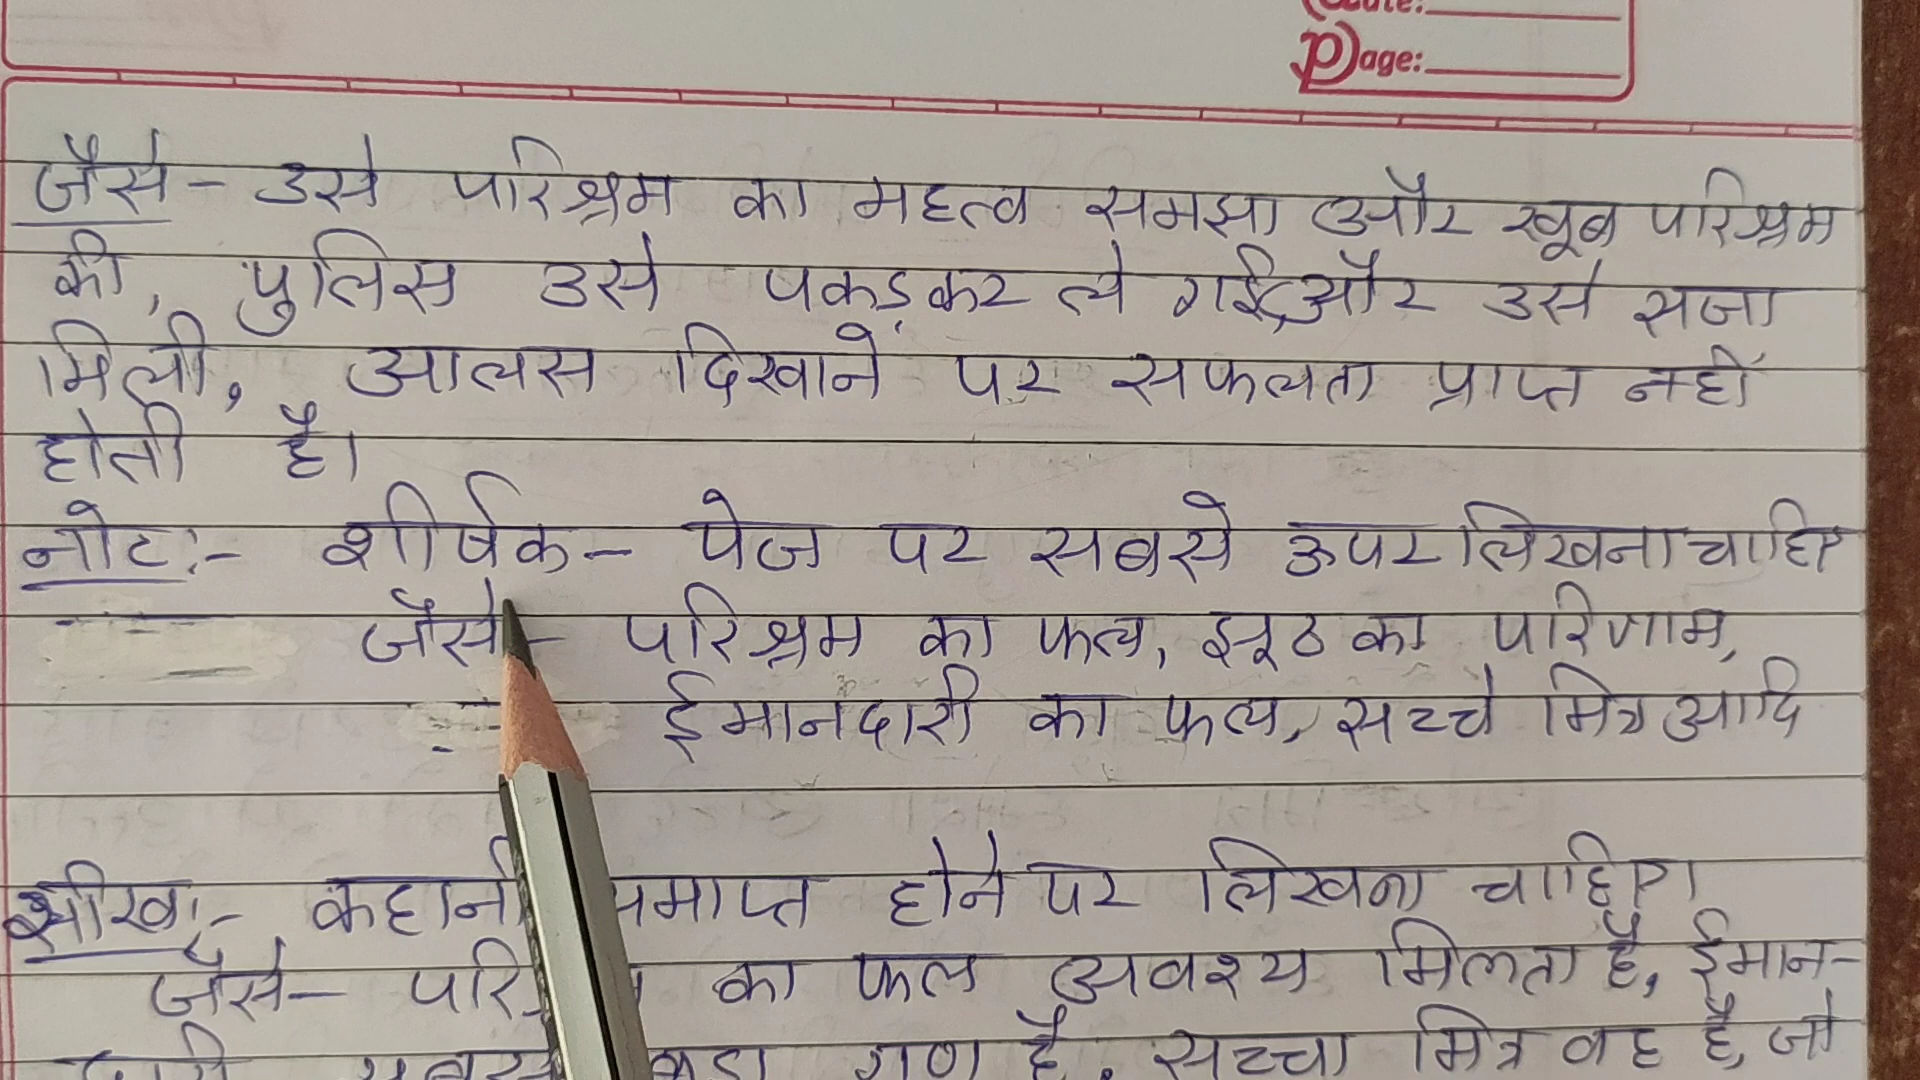 Date:
Page:
जैसे - उसे परिश्रम का महत्व समझा और खूब परिश्रम
की, पुलिस उसे पकड़कर ले गई और उसे सजा
मिली, आलस दिखाने पर सफलता प्राप्त नहीं
होती है।
नोट:- शीर्षक - पेज पर सबसे ऊपर लिखना चाहिए
जैसे - परिश्रम का फल, झूठ का परिणाम,
ईमानदारी का फल, सच्चे मित्र आदि
सीख:- कहानी समाप्त होने पर लिखना चाहिए।
जैसे - का फल अवश्य मिलता है, ईमान-
गुण है, सच्चा मित्र वह है, जो